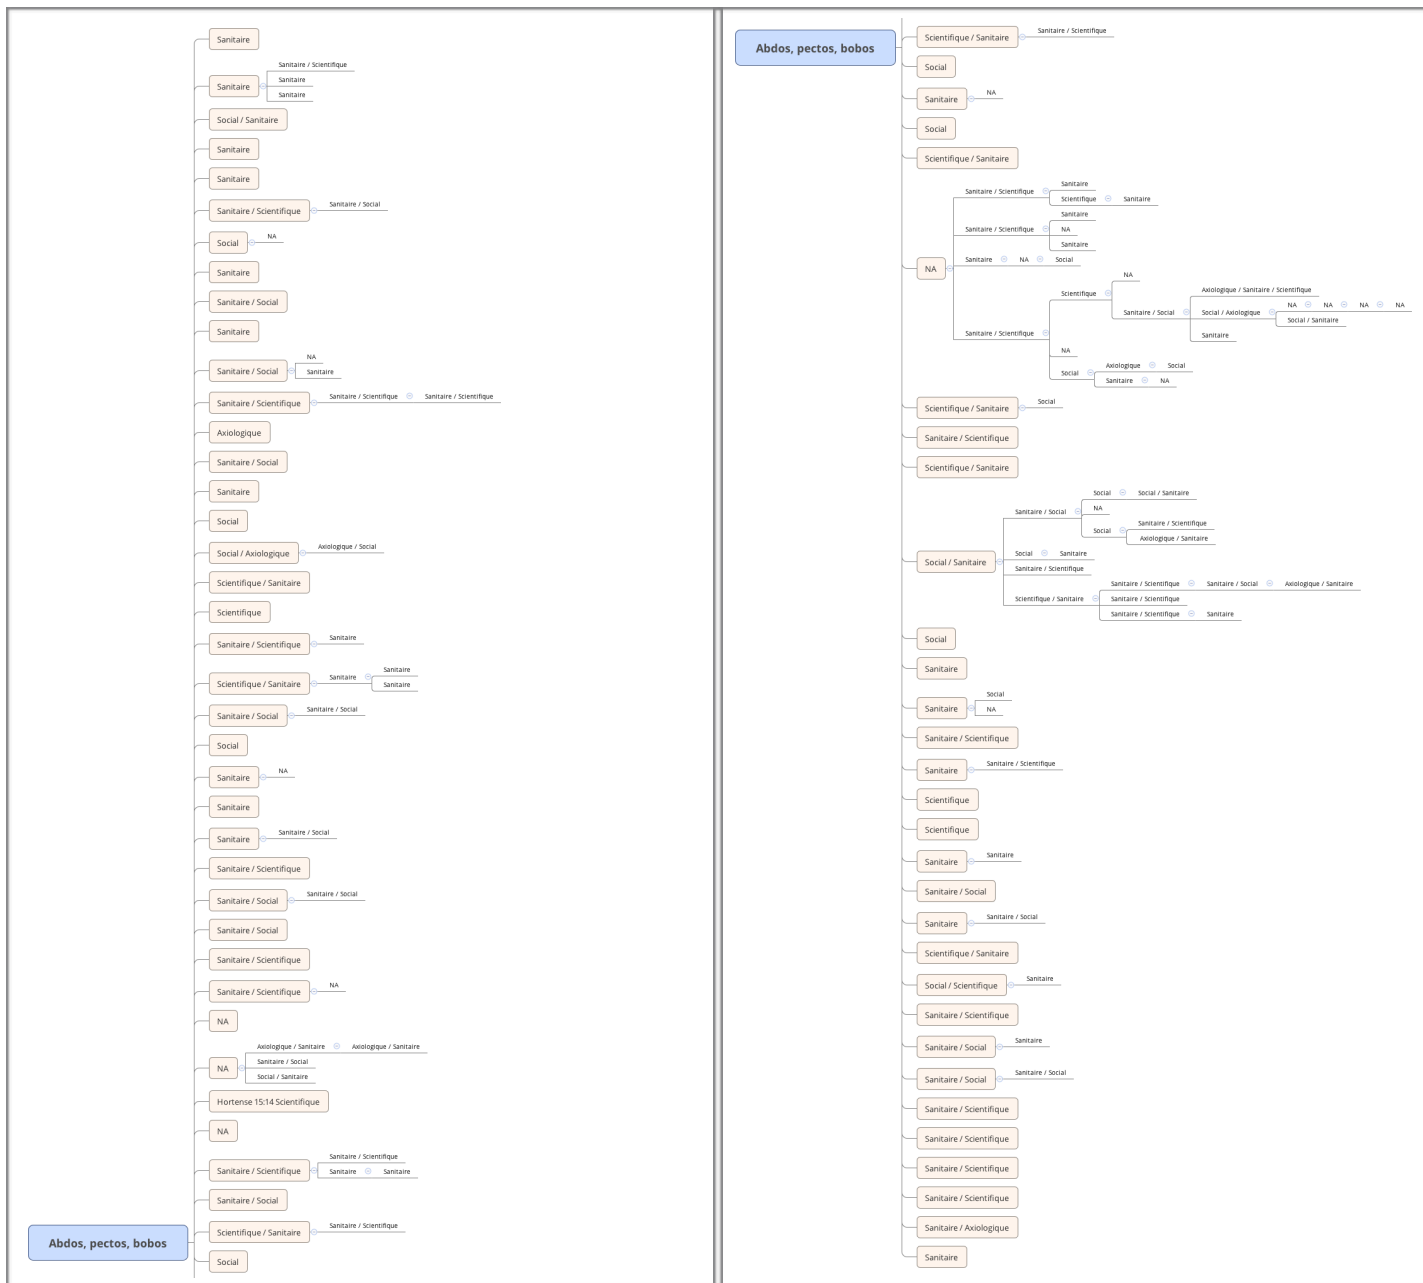 Sanitaire
Sanitaire
Sanitaire / Scientifique
Sanitaire
Sanitaire
Social / Sanitaire
Sanitaire
Sanitaire
Sanitaire / Scientifique
Sanitaire / Social
Social
NA
Sanitaire
Sanitaire / Social
Sanitaire
Sanitaire / Social
NA
Sanitaire
Sanitaire / Scientifique
Sanitaire / Scientifique
Sanitaire / Scientifique
Axiologique
Sanitaire / Social
Sanitaire
Social
Social / Axiologique
Axiologique / Social
Scientifique / Sanitaire
Scientifique
Sanitaire / Scientifique
Sanitaire
Scientifique / Sanitaire
Sanitaire
Sanitaire
Sanitaire
Sanitaire / Social
Sanitaire / Social
Social
Sanitaire
NA
Sanitaire
Sanitaire
Sanitaire / Social
Sanitaire / Scientifique
Sanitaire / Social
Sanitaire / Social
Sanitaire / Social
Sanitaire / Scientifique
Sanitaire / Scientifique
NA
NA
NA
Axiologique / Sanitaire
Axiologique / Sanitaire
Sanitaire / Social
Social / Sanitaire
Hortense 15:14 Scientifique
NA
Sanitaire / Scientifique
Sanitaire / Scientifique
Sanitaire
Sanitaire
Sanitaire / Social
Abdos, pectos, bobos
Scientifique / Sanitaire
Sanitaire / Scientifique
Social
Abdos, pectos, bobos
Scientifique / Sanitaire
Sanitaire / Scientifique
Social
Sanitaire
NA
Social
Scientifique / Sanitaire
NA
Sanitaire / Scientifique
Sanitaire
Scientifique
Sanitaire
Sanitaire / Scientifique
Sanitaire
NA
Sanitaire
Sanitaire
NA
Social
Sanitaire / Scientifique
Scientifique
NA
Sanitaire / Social
Axiologique / Sanitaire / Scientifique
Social / Axiologique
NA
NA
NA
NA
Social / Sanitaire
Sanitaire
NA
Social
Axiologique
Social
Sanitaire
NA
Scientifique / Sanitaire
Social
Sanitaire / Scientifique
Scientifique / Sanitaire
Social / Sanitaire
Sanitaire / Social
Social
Social / Sanitaire
NA
Social
Sanitaire / Scientifique
Axiologique / Sanitaire
Social
Sanitaire
Sanitaire / Scientifique
Scientifique / Sanitaire
Sanitaire / Scientifique
Sanitaire / Social
Axiologique / Sanitaire
Sanitaire / Scientifique
Sanitaire / Scientifique
Sanitaire
Social
Sanitaire
Sanitaire
Social
NA
Sanitaire / Scientifique
Sanitaire
Sanitaire / Scientifique
Scientifique
Scientifique
Sanitaire
Sanitaire
Sanitaire / Social
Sanitaire
Sanitaire / Social
Scientifique / Sanitaire
Social / Scientifique
Sanitaire
Sanitaire / Scientifique
Sanitaire / Social
Sanitaire
Sanitaire / Social
Sanitaire / Social
Sanitaire / Scientifique
Sanitaire / Scientifique
Sanitaire / Scientifique
Sanitaire / Scientifique
Sanitaire / Axiologique
Sanitaire